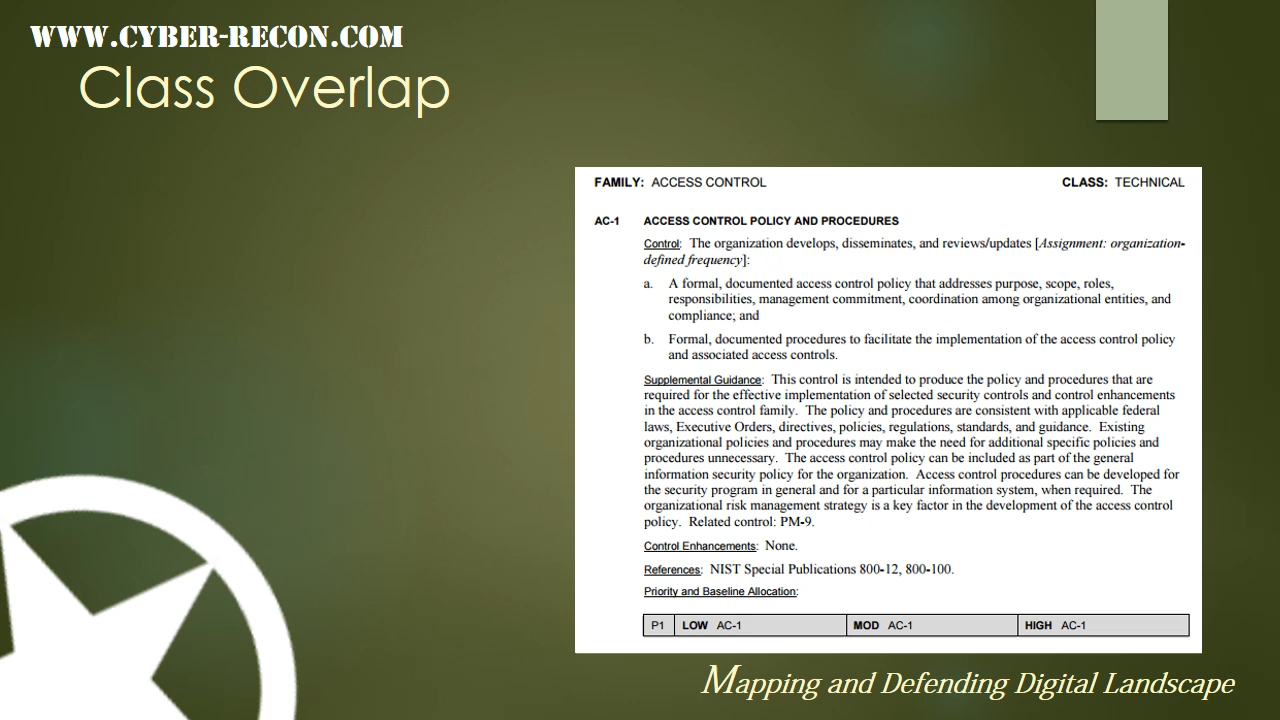 WWW.CYBER-RECON.COM
Class Overlap
FAMILY: ACCESS CONTROL CLASS: TECHNICAL
AC-1 ACCESS CONTROL POLICY AND PROCEDURES
Control: The organization develops, disseminates, and reviews/updates [Assignment: organization-
defined frequency]:
a. A formal, documented access control policy that addresses purpose, scope, roles,
responsibilities, management commitment, coordination among organizational entities, and
compliance; and
b. Formal, documented procedures to facilitate the implementation of the access control policy
and associated access controls.
Supplemental Guidance: This control is intended to produce the policy and procedures that are
required for the effective implementation of selected security controls and control enhancements
in the access control family. The policy and procedures are consistent with applicable federal
laws, Executive Orders, directives, policies, regulations, standards, and guidance. Existing
organizational policies and procedures may make the need for additional specific policies and
procedures unnecessary. The access control policy can be included as part of the general
information security policy for the organization. Access control procedures can be developed for
the security program in general and for a particular information system, when required. The
organizational risk management strategy is a key factor in the development of the access control
policy. Related control: PM-9.
Control Enhancements: None.
References: NIST Special Publications 800-12, 800-100.
Priority and Baseline Allocation:
P1 LOW AC-1 MOD AC-1 HIGH AC-1
Mapping and Defending Digital Landscape